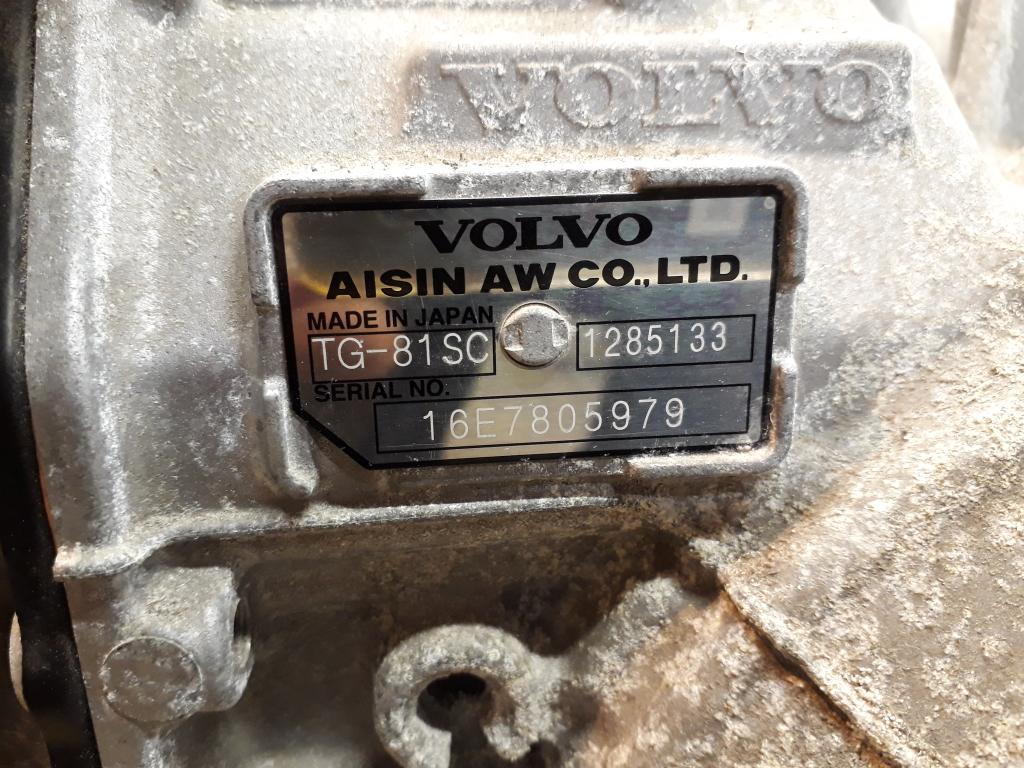 VOLVO
VOLVO
AISIN AW CO., LTD.
MADE IN JAPAN
TG-81SC 1285133
SERIAL NO.
16E7805979